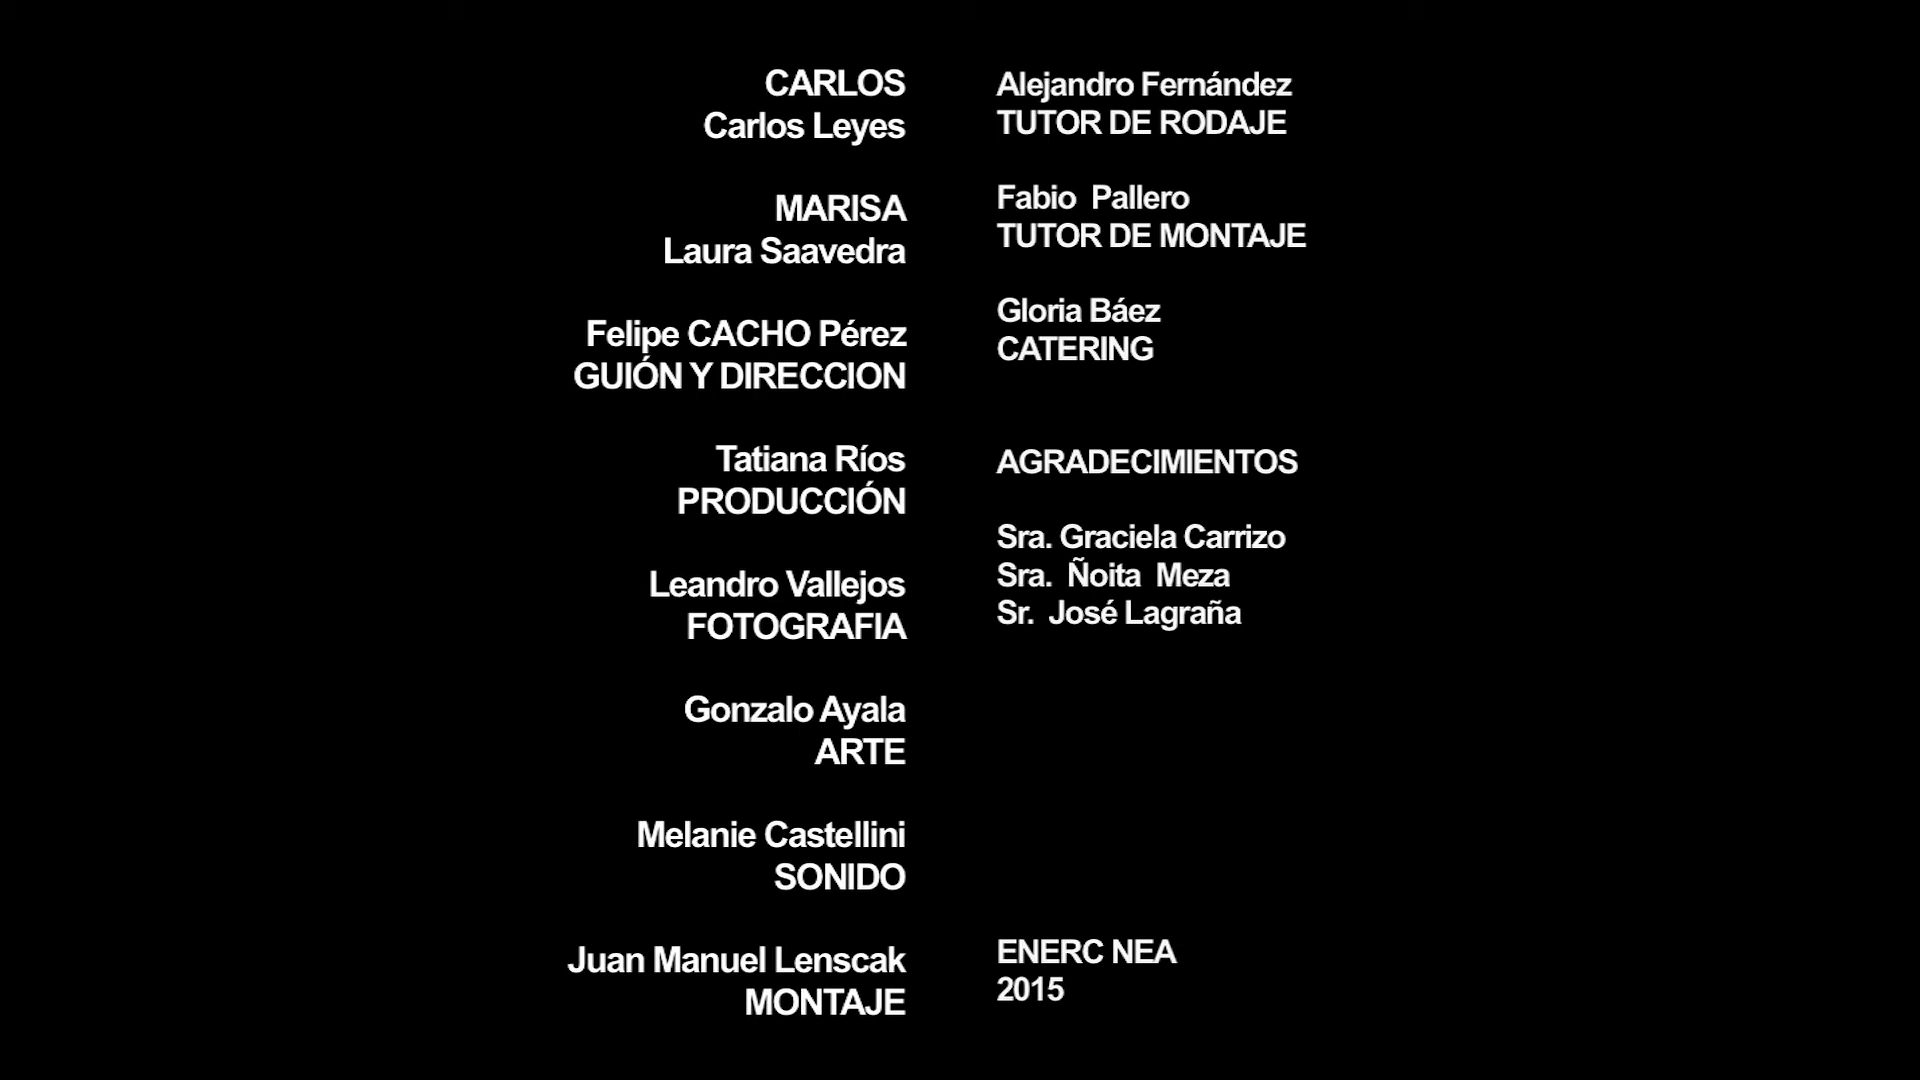 CARLOS
Carlos Leyes
MARISA
Laura Saavedra
Felipe CACHO Pérez
GUIÓN Y DIRECCION
Tatiana Ríos
PRODUCCIÓN
Leandro Vallejos
FOTOGRAFIA
Gonzalo Ayala
ARTE
Melanie Castellini
SONIDO
Juan Manuel Lenscak
MONTAJE
Alejandro Fernández
TUTOR DE RODAJE
Fabio Pallero
TUTOR DE MONTAJE
Gloria Báez
CATERING
AGRADECIMIENTOS
Sra. Graciela Carrizo
Sra. Ñoita Meza
Sr. José Lagraña
ENERC NEA
2015